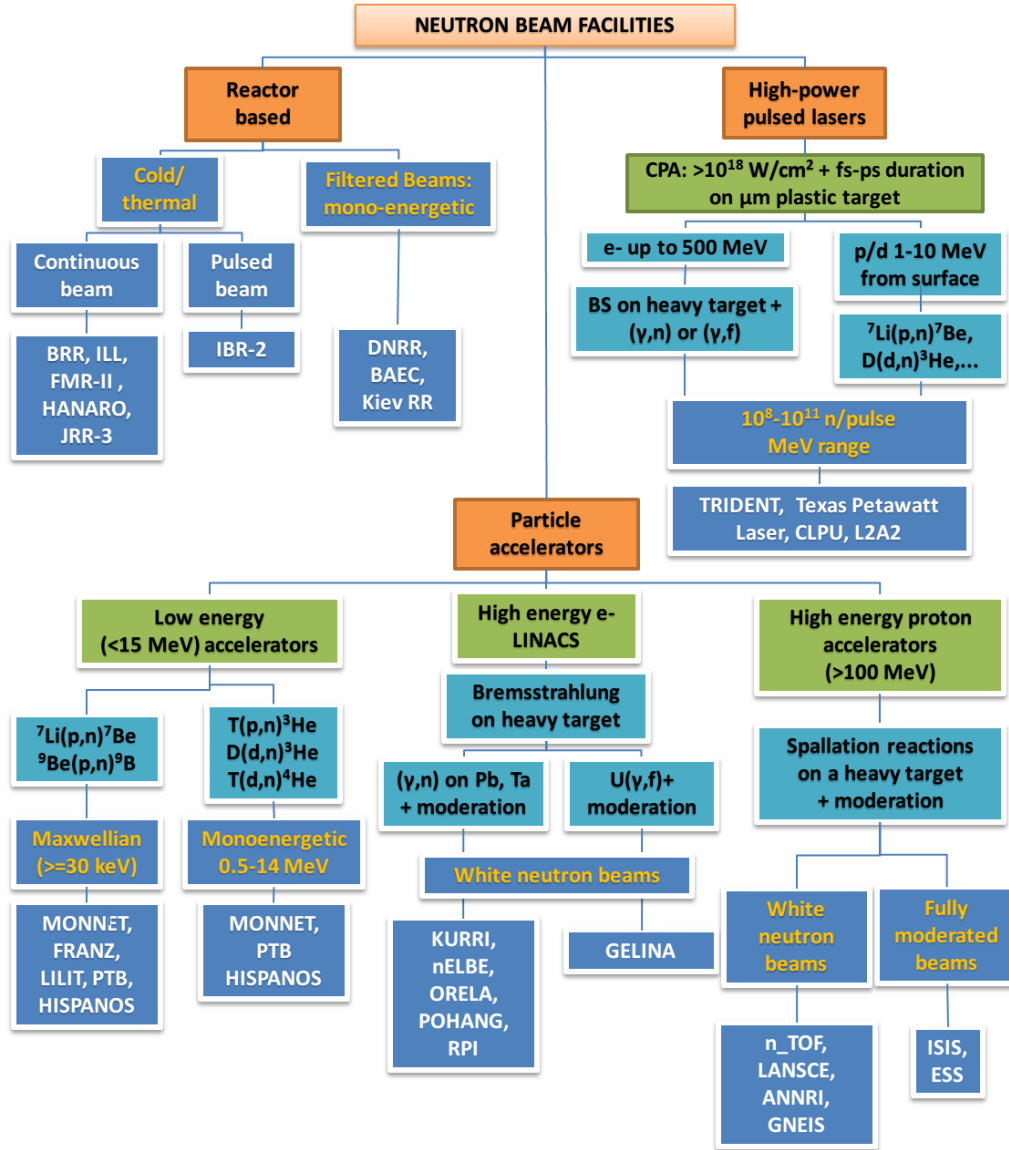 NEUTRON BEAM FACILITIES
Reactor
based
High-power
pulsed lasers
Cold/
thermal
Filtered Beams:
mono-energetic
CPA: >10¹⁸ W/cm² + fs-ps duration
on µm plastic target
Continuous
beam
Pulsed
beam
e- up to 500 MeV
p/d 1-10 MeV
from surface
BS on heavy target +
(γ,n) or (γ,f)
⁷Li(p,n)⁷Be,
D(d,n)³He,...
BRR, ILL,
FMR-II ,
HANARO,
JRR-3
IBR-2
DNRR,
BAEC,
Kiev RR
10⁸-10¹¹ n/pulse
MeV range
TRIDENT, Texas Petawatt
Laser, CLPU, L2A2
Particle
accelerators
Low energy
(<15 MeV) accelerators
High energy e-
LINACS
High energy proton
accelerators
(>100 MeV)
⁷Li(p,n)⁷Be
⁹Be(p,n)⁹B
T(p,n)³He
D(d,n)³He
T(d,n)⁴He
Bremsstrahlung
on heavy target
Spallation reactions
on a heavy target
+ moderation
(γ,n) on Pb, Ta
+ moderation
U(γ,f)+
moderation
Maxwellian
(>=30 keV)
Monoenergetic
0.5-14 MeV
White neutron beams
White
neutron
beams
Fully
moderated
beams
MONNET,
FRANZ,
LILIT, PTB,
HISPANOS
MONNET,
PTB
HISPANOS
KURRI,
nELBE,
ORELA,
POHANG,
RPI
GELINA
n_TOF,
LANSCE,
ANNRI,
GNEIS
ISIS,
ESS